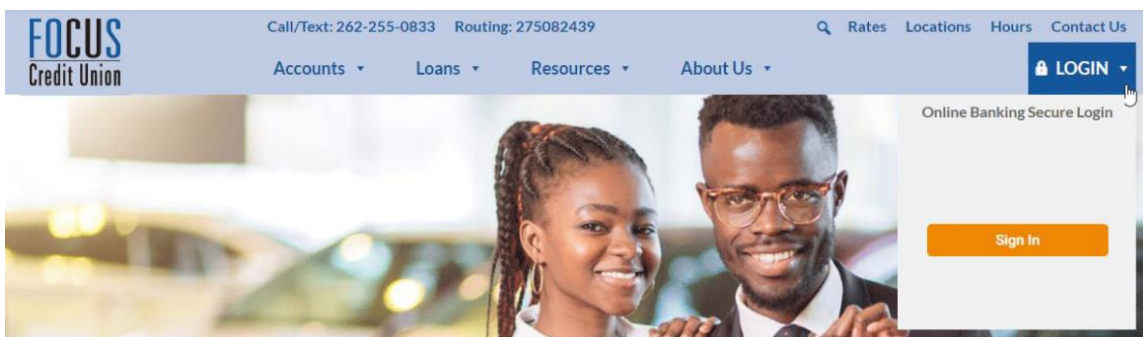 FOCUS
Credit Union
Call/Text: 262-255-0833 Routing: 275082439
Rates Locations Hours Contact Us
Accounts Loans Resources About Us
LOGIN
Online Banking Secure Login
Sign In